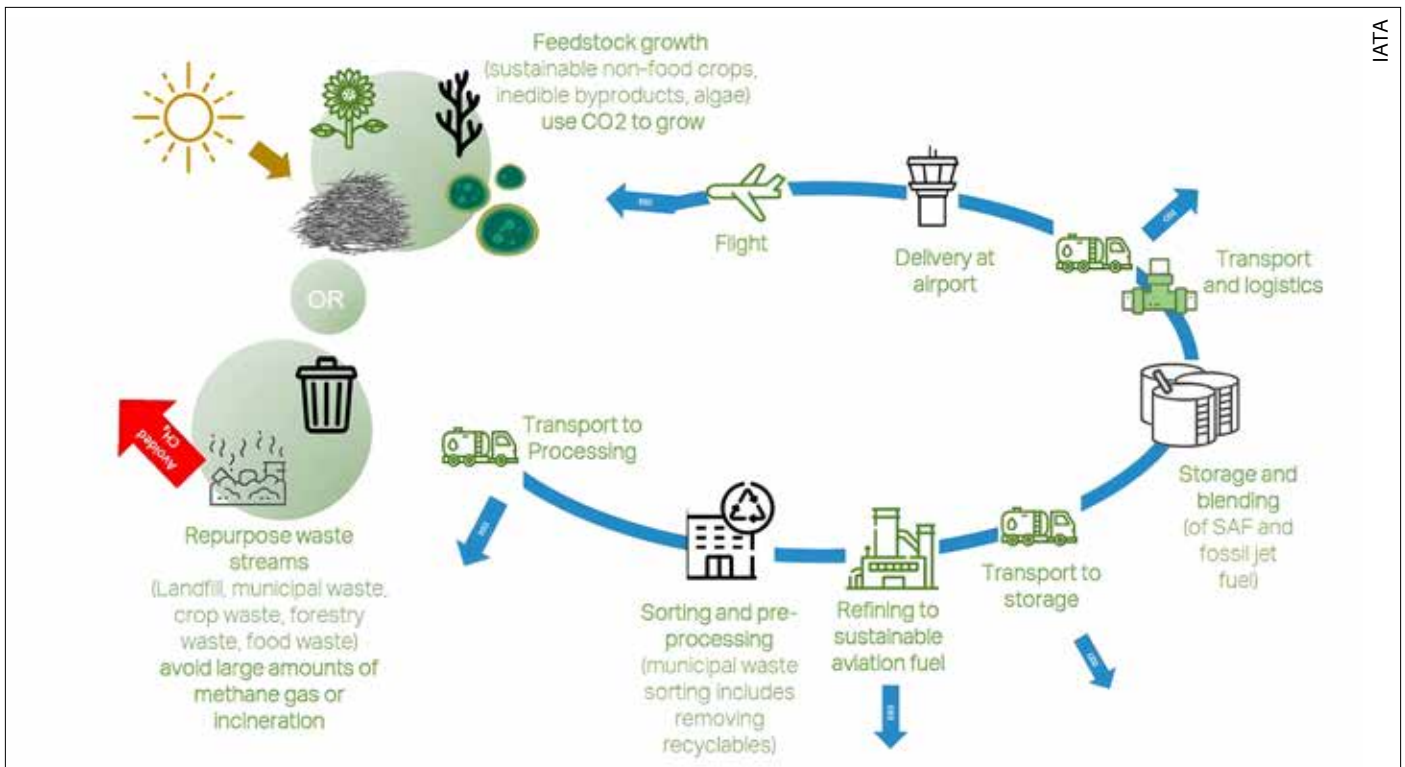 IATA
Feedstock growth
(sustainable non-food crops,
inedible byproducts, algae)
use CO2 to grow
OR
Flight
Delivery at
airport
CO2
Transport
and logistics
Avoided
CH4
Repurpose waste
streams
(Landfill, municipal waste,
crop waste, forestry
waste, food waste)
avoid large amounts of
methane gas or
incineration
Transport to
Processing
Sorting and pre-
processing
(municipal waste
sorting includes
removing
recyclables)
Refining to
sustainable
aviation fuel
Transport to
storage
Storage and
blending
(of SAF and
fossil jet
fuel)